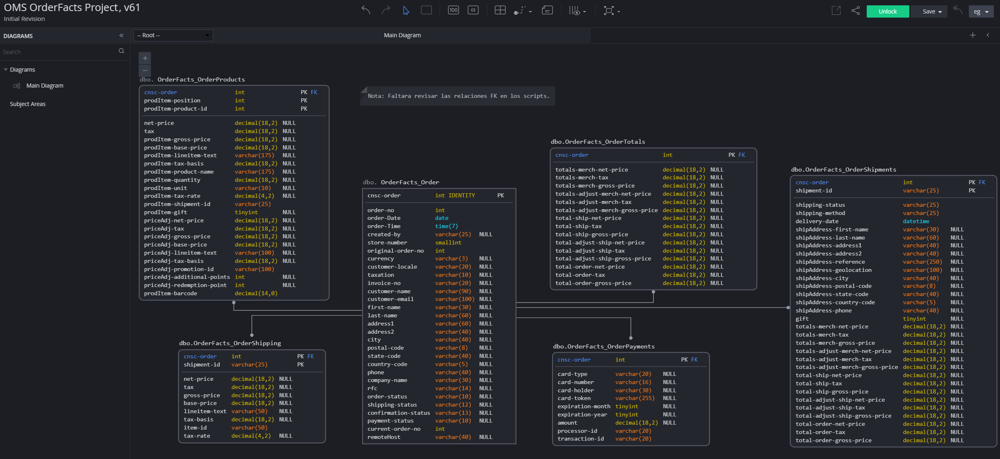 OMS OrderFacts Project, v61
Initial Revision
100
Unlock
Save
eg
DIAGRAMS
-- Root --
Main Diagram
Search
Diagrams
Main Diagram
Subject Areas
dbo. OrderFacts_OrderProducts
cnsc-order int PK FK
prodItem-position int PK
prodItem-product-id int PK
net-price decimal(18,2) NULL
tax decimal(18,2) NULL
prodItem-gross-price decimal(18,2) NULL
prodItem-base-price decimal(18,2) NULL
prodItem-lineitem-text varchar(175) NULL
prodItem-tax-basis decimal(18,2) NULL
prodItem-product-name varchar(175) NULL
prodItem-quantity decimal(18,2) NULL
prodItem-unit varchar(10) NULL
prodItem-tax-rate decimal(4,2) NULL
prodItem-shipment-id varchar(25)
prodItem-gift tinyint NULL
priceAdj-net-price decimal(18,2) NULL
priceAdj-tax decimal(18,2) NULL
priceAdj-gross-price decimal(18,2) NULL
priceAdj-base-price decimal(18,2) NULL
priceAdj-lineitem-text varchar(100) NULL
priceAdj-tax-basis decimal(18,2) NULL
priceAdj-promotion-id varchar(100)
priceAdj-additional-points int NULL
priceAdj-redemption-point int NULL
prodItem-barcode decimal(14,0)
Nota: Faltara revisar las relaciones FK en los scripts.
dbo.OrderFacts_OrderShipping
cnsc-order int PK FK
shipment-id varchar(25) PK
net-price decimal(18,2) NULL
tax decimal(18,2) NULL
gross-price decimal(18,2) NULL
base-price decimal(18,2) NULL
lineitem-text varchar(50) NULL
tax-basis decimal(18,2) NULL
item-id varchar(50)
tax-rate decimal(4,2) NULL
dbo. OrderFacts_Order
cnsc-order int IDENTITY PK
order-no int
order-Date date
order-Time time(7)
created-by varchar(25) NULL
store-number smallint
original-order-no int
currency varchar(3) NULL
customer-locale varchar(20) NULL
taxation varchar(10) NULL
invoice-no varchar(20) NULL
customer-name varchar(90) NULL
customer-email varchar(100) NULL
first-name varchar(30) NULL
last-name varchar(60) NULL
address1 varchar(60) NULL
address2 varchar(40) NULL
city varchar(40) NULL
postal-code varchar(8) NULL
state-code varchar(40) NULL
country-code varchar(5) NULL
phone varchar(40) NULL
company-name varchar(30) NULL
rfc varchar(14) NULL
order-status varchar(10) NULL
shipping-status varchar(12) NULL
confirmation-status varchar(13) NULL
payment-status varchar(10) NULL
current-order-no int
remoteHost varchar(40) NULL
dbo.OrderFacts_OrderTotals
cnsc-order int PK FK
totals-merch-net-price decimal(18,2) NULL
totals-merch-tax decimal(18,2) NULL
totals-merch-gross-price decimal(18,2) NULL
totals-adjust-merch-net-price decimal(18,2) NULL
totals-adjust-merch-tax decimal(18,2) NULL
totals-adjust-merch-gross-price decimal(18,2) NULL
total-ship-net-price decimal(18,2) NULL
total-ship-tax decimal(18,2) NULL
total-ship-gross-price decimal(18,2) NULL
total-adjust-ship-net-price decimal(18,2) NULL
total-adjust-ship-tax decimal(18,2) NULL
total-adjust-ship-gross-price decimal(18,2) NULL
total-order-net-price decimal(18,2) NULL
total-order-tax decimal(18,2) NULL
total-order-gross-price decimal(18,2) NULL
dbo.OrderFacts_OrderPayments
cnsc-order int PK FK
card-type varchar(20) NULL
card-number varchar(16) NULL
card-holder varchar(30) NULL
card-token varchar(255) NULL
expiration-month tinyint NULL
expiration-year tinyint NULL
amount decimal(18,2) NULL
processor-id varchar(20)
transaction-id varchar(20)
dbo.OrderFacts_OrderShipments
cnsc-order int PK FK
shipment-id varchar(25) PK
shipping-status varchar(25)
shipping-method varchar(25)
delivery-date datetime
shipAddress-first-name varchar(30) NULL
shipAddress-last-name varchar(60) NULL
shipAddress-address1 varchar(40) NULL
shipAddress-address2 varchar(40) NULL
shipAddress-reference varchar(250) NULL
shipAddress-geolocation varchar(100) NULL
shipAddress-city varchar(40) NULL
shipAddress-postal-code varchar(8) NULL
shipAddress-state-code varchar(40) NULL
shipAddress-country-code varchar(5) NULL
shipAddress-phone varchar(40) NULL
gift tinyint NULL
totals-merch-net-price decimal(18,2) NULL
totals-merch-tax decimal(18,2) NULL
totals-merch-gross-price decimal(18,2) NULL
totals-adjust-merch-net-price decimal(18,2) NULL
totals-adjust-merch-tax decimal(18,2) NULL
totals-adjust-merch-gross-price decimal(18,2) NULL
total-ship-net-price decimal(18,2) NULL
total-ship-tax decimal(18,2) NULL
total-ship-gross-price decimal(18,2) NULL
total-adjust-ship-net-price decimal(18,2) NULL
total-adjust-ship-tax decimal(18,2) NULL
total-adjust-ship-gross-price decimal(18,2) NULL
total-order-net-price decimal(18,2) NULL
total-order-tax decimal(18,2) NULL
total-order-gross-price decimal(18,2) NULL